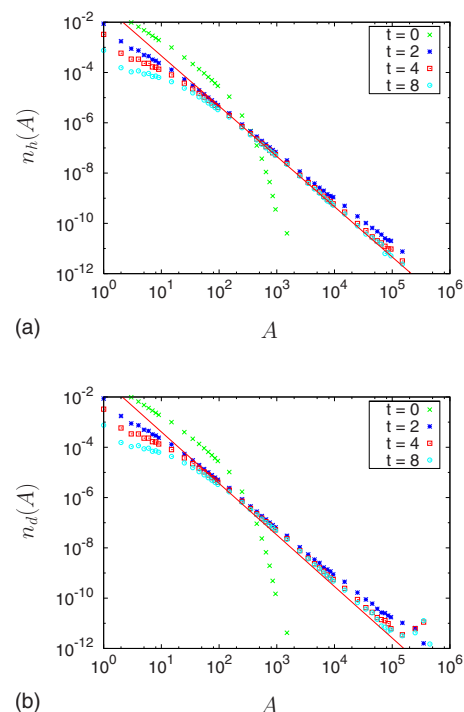 10^-2
10^-4
10^-6
10^-8
10^-10
10^-12
n_h(A)
t = 0
t = 2
t = 4
t = 8
10^0 10^1 10^2 10^3 10^4 10^5 10^6
(a)
A
10^-2
10^-4
10^-6
10^-8
10^-10
10^-12
n_d(A)
t = 0
t = 2
t = 4
t = 8
10^0 10^1 10^2 10^3 10^4 10^5 10^6
(b)
A